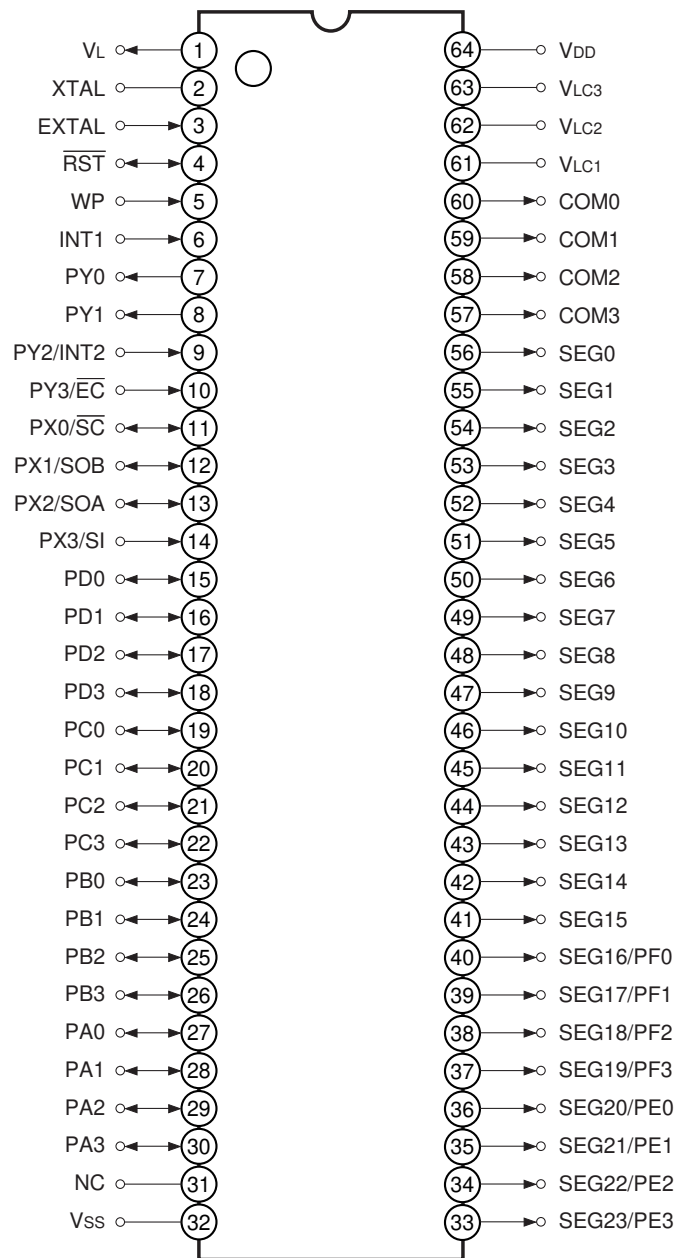 VL 1 64 VDD
XTAL 2 63 VLC3
EXTAL 3 62 VLC2
R̅S̅T̅ 4 61 VLC1
WP 5 60 COM0
INT1 6 59 COM1
PY0 7 58 COM2
PY1 8 57 COM3
PY2/INT2 9 56 SEG0
PY3/E̅C̅ 10 55 SEG1
PX0/S̅C̅ 11 54 SEG2
PX1/SOB 12 53 SEG3
PX2/SOA 13 52 SEG4
PX3/SI 14 51 SEG5
PD0 15 50 SEG6
PD1 16 49 SEG7
PD2 17 48 SEG8
PD3 18 47 SEG9
PC0 19 46 SEG10
PC1 20 45 SEG11
PC2 21 44 SEG12
PC3 22 43 SEG13
PB0 23 42 SEG14
PB1 24 41 SEG15
PB2 25 40 SEG16/PF0
PB3 26 39 SEG17/PF1
PA0 27 38 SEG18/PF2
PA1 28 37 SEG19/PF3
PA2 29 36 SEG20/PE0
PA3 30 35 SEG21/PE1
NC 31 34 SEG22/PE2
VSS 32 33 SEG23/PE3